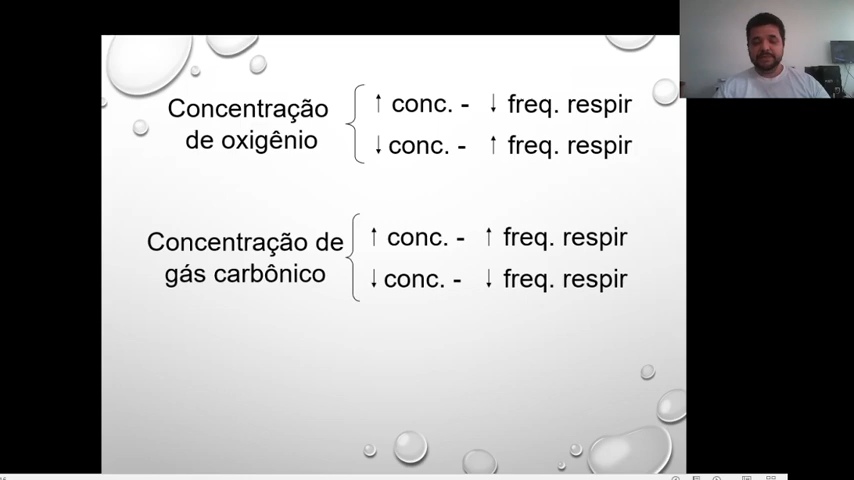 Concentração
de oxigênio
↑ conc. - ↓ freq. respir
↓ conc. - ↑ freq. respir
Concentração de
gás carbônico
↑ conc. - ↑ freq. respir
↓ conc. - ↓ freq. respir